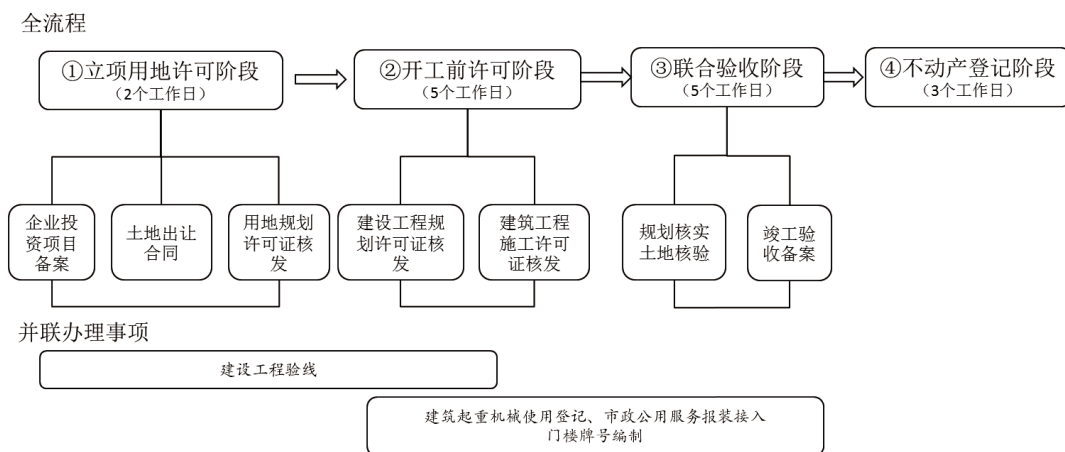 全流程
①立项用地许可阶段
（2个工作日）
②开工前许可阶段
（5个工作日）
③联合验收阶段
（5个工作日）
④不动产登记阶段
（3个工作日）
企业投
资项目
备案
土地出让
合同
用地规划
许可证核
发
建设工程规
划许可证核
发
建筑工程
施工许可
证核发
规划核实
土地核验
竣工验
收备案
并联办理事项
建设工程验线
建筑起重机械使用登记、市政公用服务报装接入
门楼牌号编制